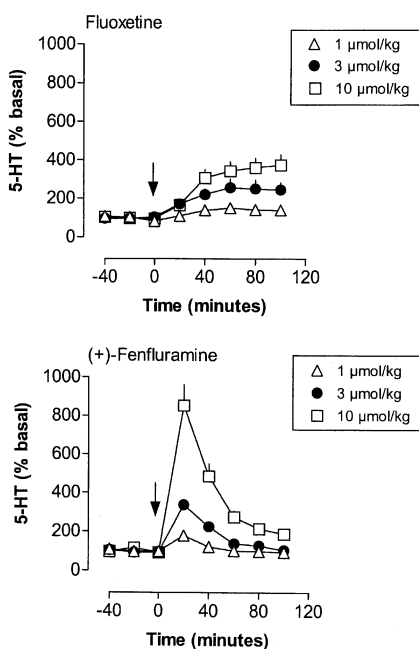 Fluoxetine
1 µmol/kg
3 µmol/kg
10 µmol/kg
1000
800
600
400
200
0
5-HT (% basal)
-40 0 40 80 120
Time (minutes)
(+)-Fenfluramine
1 µmol/kg
3 µmol/kg
10 µmol/kg
1000
800
600
400
200
0
5-HT (% basal)
-40 0 40 80 120
Time (minutes)